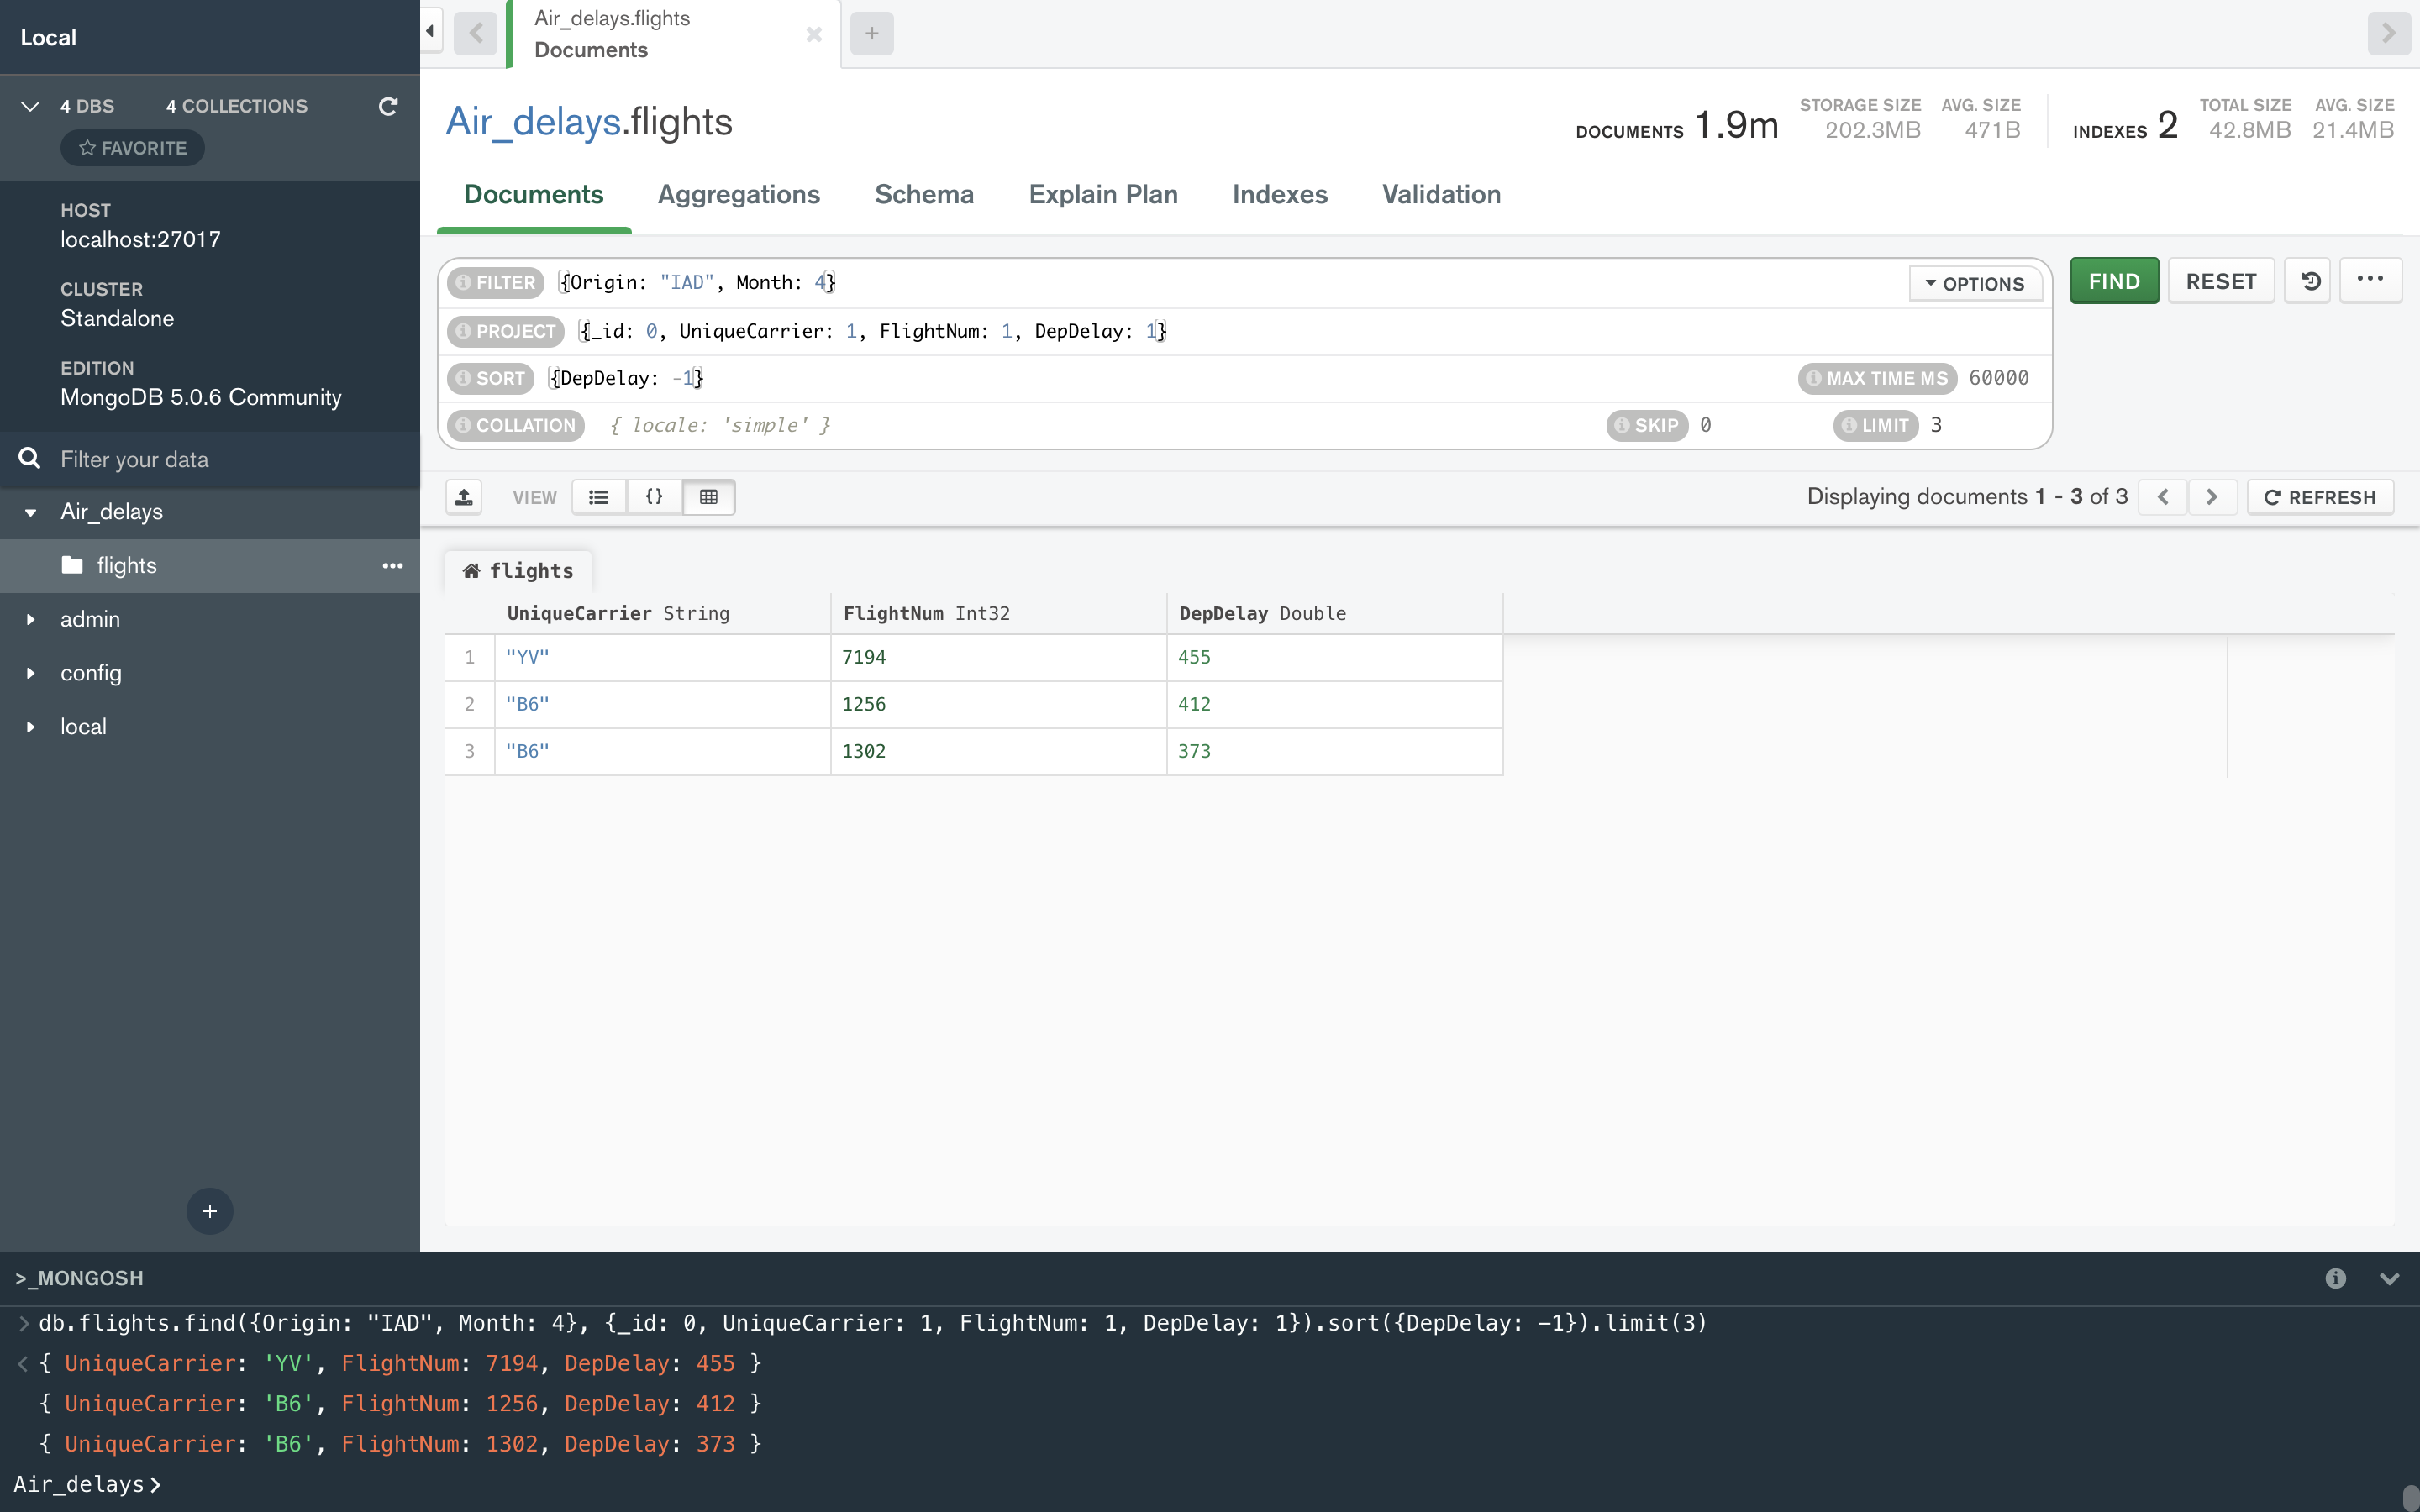 Local
4 DBS 4 COLLECTIONS
FAVORITE
HOST
localhost:27017
CLUSTER
Standalone
EDITION
MongoDB 5.0.6 Community
Filter your data
Air_delays
flights
admin
config
local
Air_delays.flights
Documents
Air_delays.flights
DOCUMENTS 1.9m
STORAGE SIZE
202.3MB
AVG. SIZE
471B
INDEXES 2
TOTAL SIZE
42.8MB
AVG. SIZE
21.4MB
Documents Aggregations Schema Explain Plan Indexes Validation
FILTER {Origin: "IAD", Month: 4} OPTIONS
FIND RESET
PROJECT {_id: 0, UniqueCarrier: 1, FlightNum: 1, DepDelay: 1}
SORT {DepDelay: -1} MAX TIME MS 60000
COLLATION { locale: 'simple' } SKIP 0 LIMIT 3
VIEW {} Displaying documents 1 - 3 of 3 REFRESH
flights
UniqueCarrier String FlightNum Int32 DepDelay Double
1 "YV" 7194 455
2 "B6" 1256 412
3 "B6" 1302 373
>_MONGOSH
> db.flights.find({Origin: "IAD", Month: 4}, {_id: 0, UniqueCarrier: 1, FlightNum: 1, DepDelay: 1}).sort({DepDelay: -1}).limit(3)
< { UniqueCarrier: 'YV', FlightNum: 7194, DepDelay: 455 }
{ UniqueCarrier: 'B6', FlightNum: 1256, DepDelay: 412 }
{ UniqueCarrier: 'B6', FlightNum: 1302, DepDelay: 373 }
Air_delays>